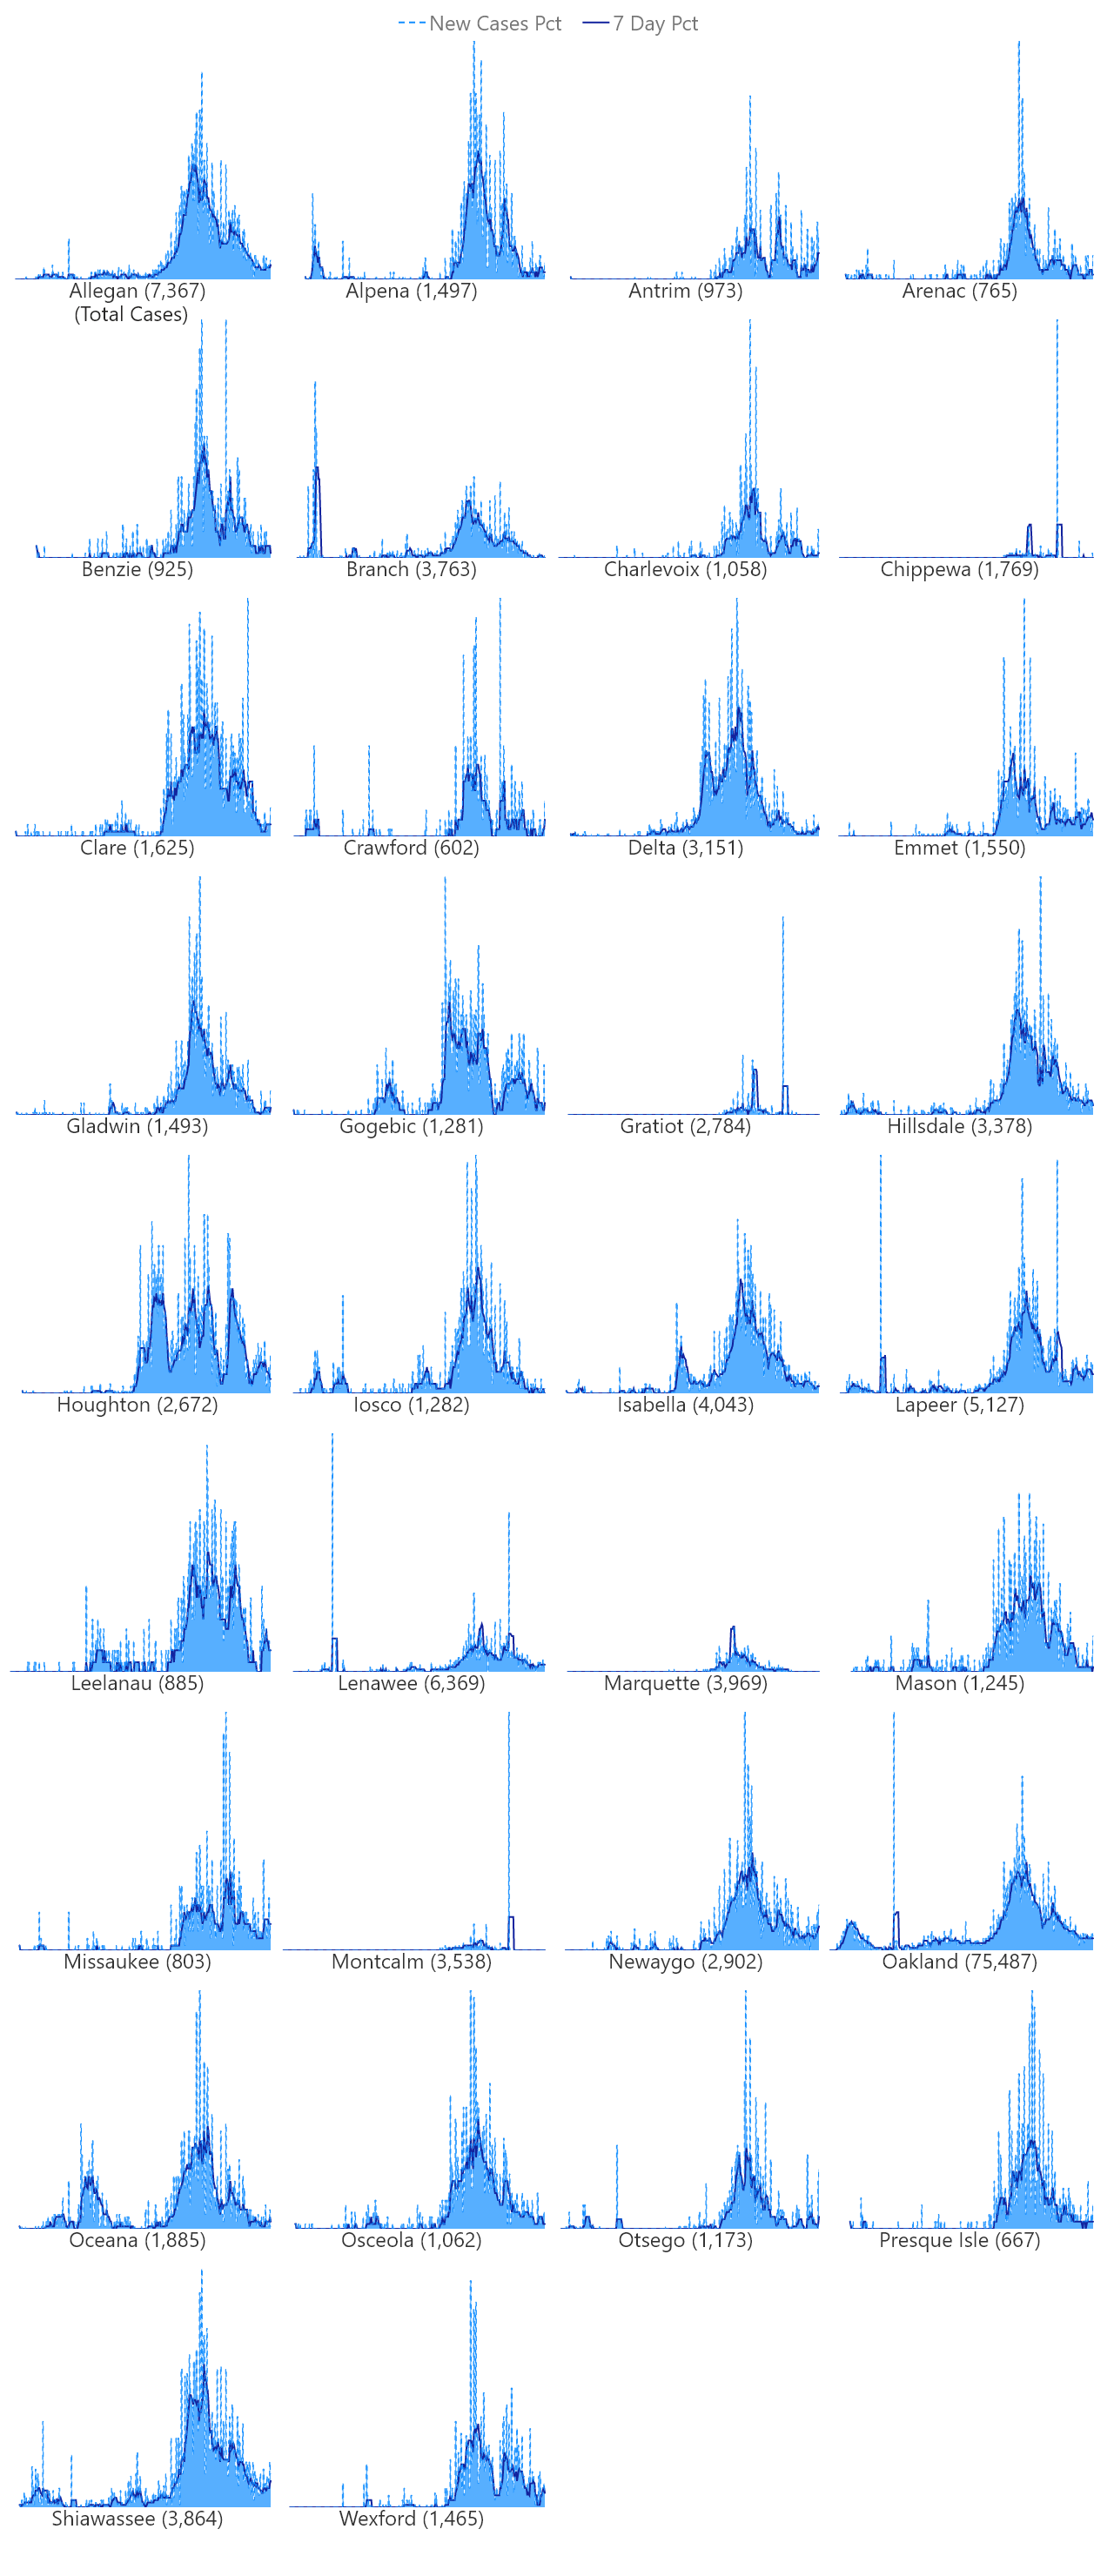 New Cases Pct 7 Day Pct
Allegan (7,367) Alpena (1,497) Antrim (973) Arenac (765)
(Total Cases)
Benzie (925) Branch (3,763) Charlevoix (1,058) Chippewa (1,769)
Clare (1,625) Crawford (602) Delta (3,151) Emmet (1,550)
Gladwin (1,493) Gogebic (1,281) Gratiot (2,784) Hillsdale (3,378)
Houghton (2,672) Iosco (1,282) Isabella (4,043) Lapeer (5,127)
Leelanau (885) Lenawee (6,369) Marquette (3,969) Mason (1,245)
Missaukee (803) Montcalm (3,538) Newaygo (2,902) Oakland (75,487)
Oceana (1,885) Osceola (1,062) Otsego (1,173) Presque Isle (667)
Shiawassee (3,864) Wexford (1,465)